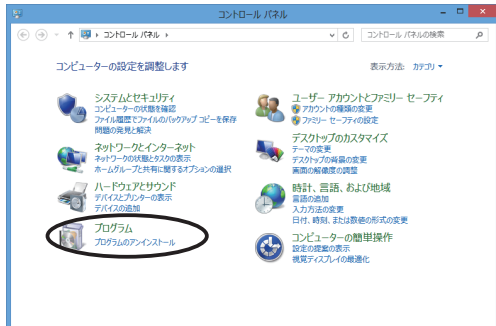 コントロール パネル
コントロール パネル
コントロール パネルの検索
コンピューターの設定を調整します
表示方法: カテゴリ
システムとセキュリティ
コンピューターの状態を確認
ファイル履歴でファイルのバックアップ コピーを保存
問題の発見と解決
ネットワークとインターネット
ネットワークの状態とタスクの表示
ホームグループと共有に関するオプションの選択
ハードウェアとサウンド
デバイスとプリンターの表示
デバイスの追加
プログラム
プログラムのアンインストール
ユーザー アカウントとファミリー セーフティ
アカウントの種類の変更
ファミリー セーフティの設定
デスクトップのカスタマイズ
テーマの変更
デスクトップの背景の変更
画面の解像度の調整
時計、言語、および地域
言語の追加
入力方法の変更
日付、時刻、または数値の形式の変更
コンピューターの簡単操作
設定の提案の表示
視覚ディスプレイの最適化